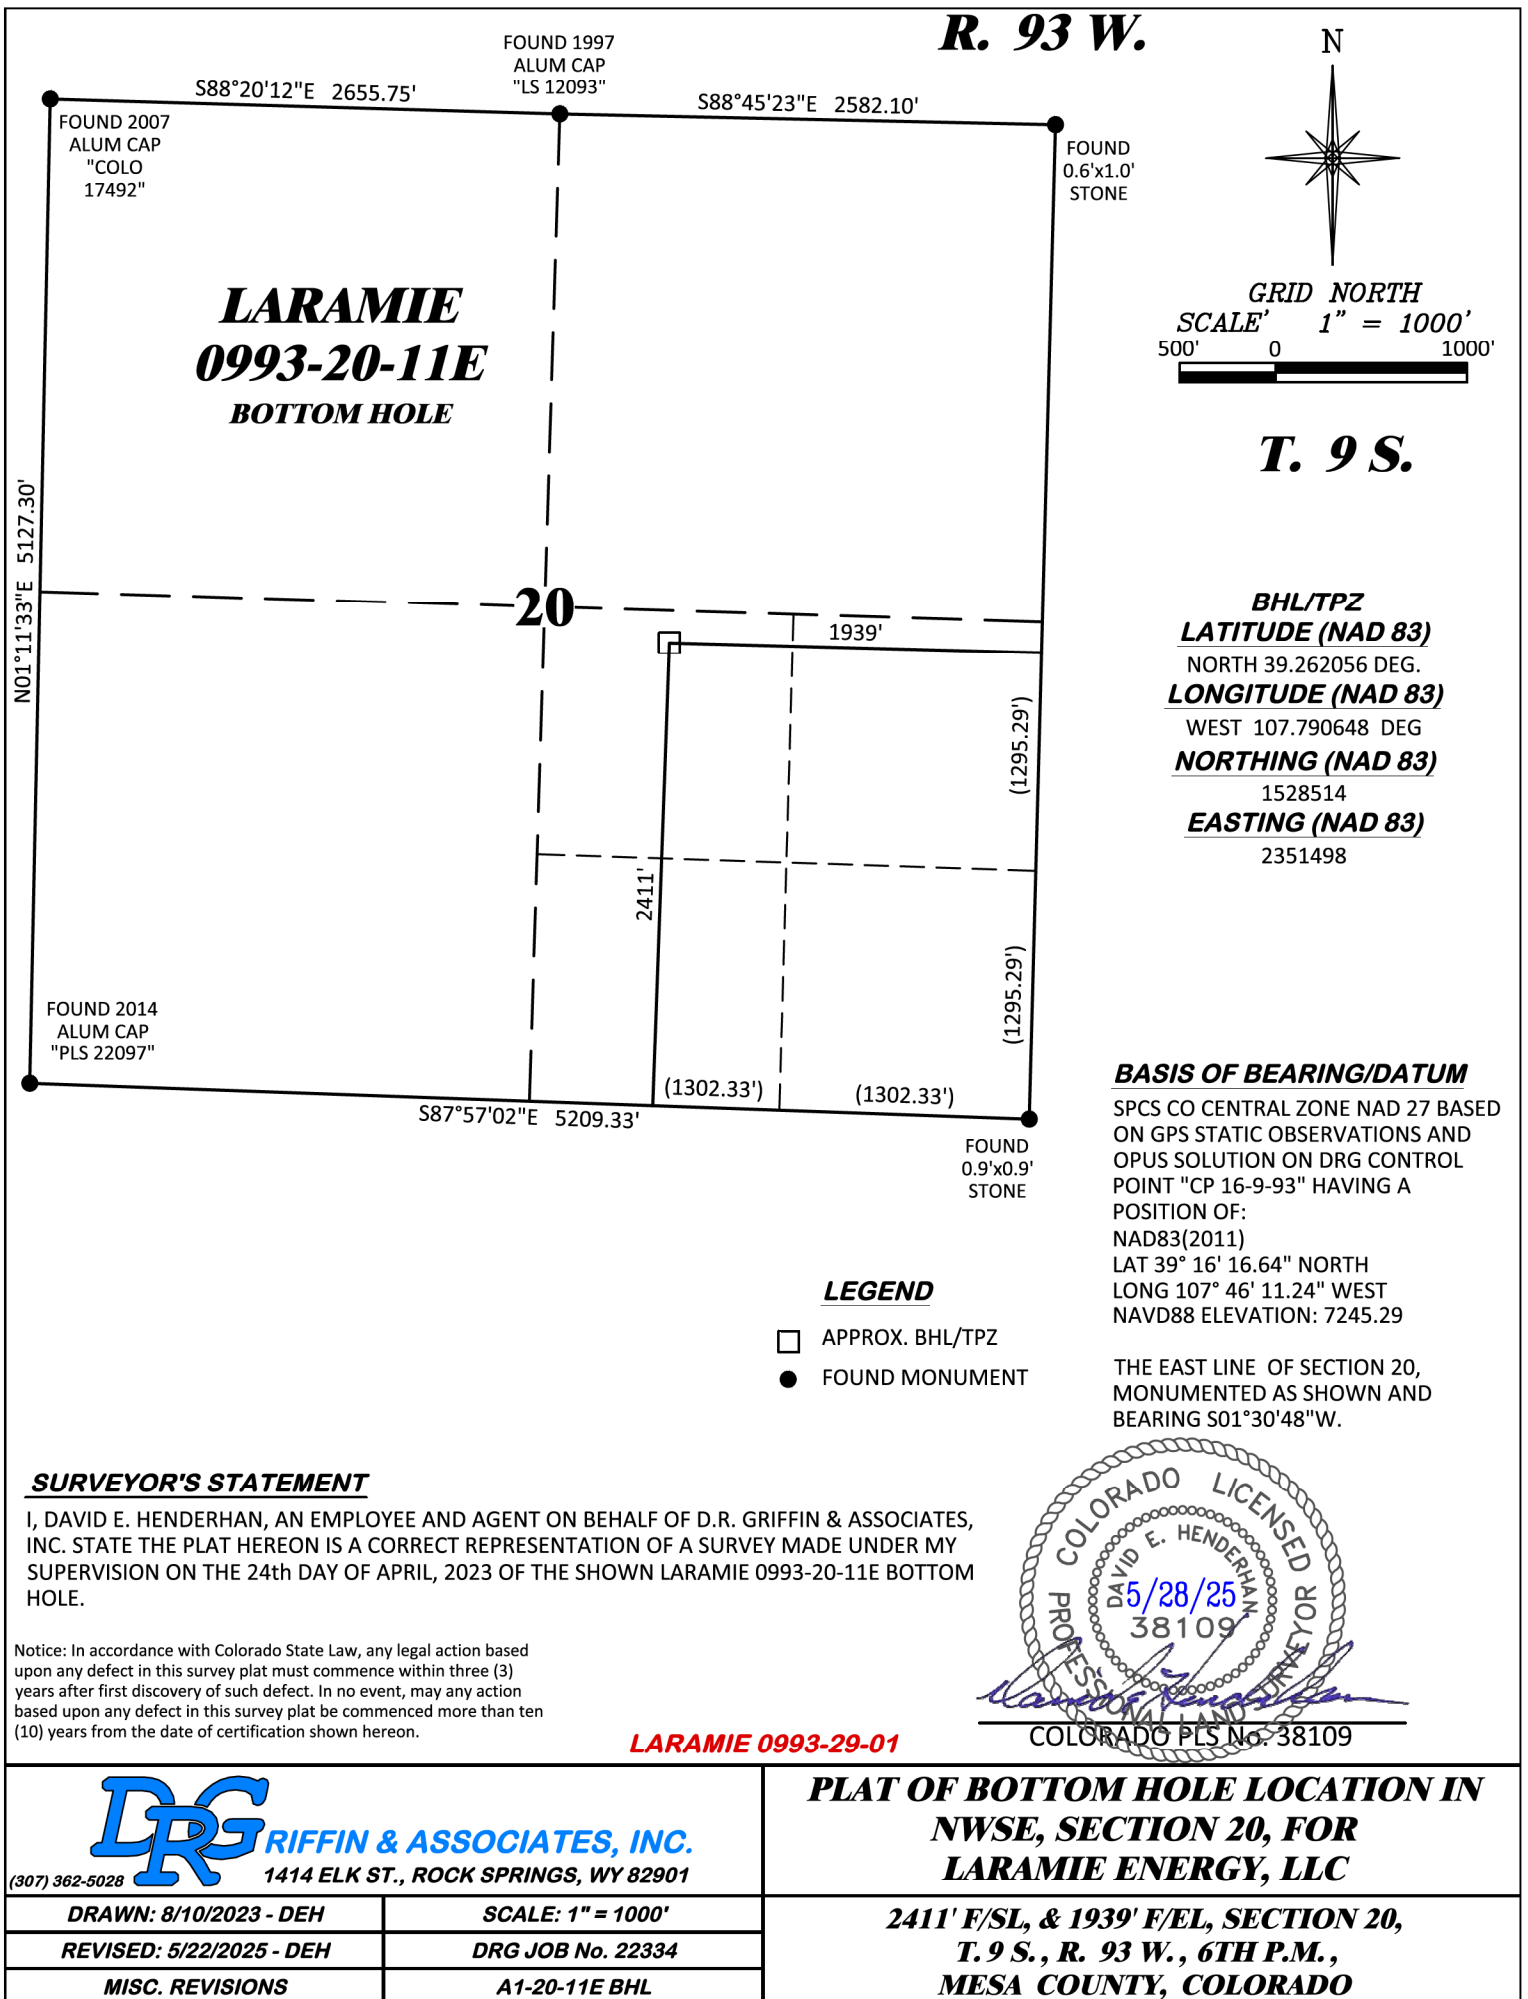 R. 93 W.
N
FOUND 1997
ALUM CAP
"LS 12093"
S88°20'12"E 2655.75'
S88°45'23"E 2582.10'
FOUND 2007
ALUM CAP
"COLO
17492"
FOUND
0.6'x1.0'
STONE
LARAMIE
0993-20-11E
BOTTOM HOLE
GRID NORTH
SCALE' 1" = 1000'
500' 0 1000'
T. 9 S.
N01°11'33"E 5127.30'
20
1939'
(1295.29')
2411'
(1295.29')
BHL/TPZ
LATITUDE (NAD 83)
NORTH 39.262056 DEG.
LONGITUDE (NAD 83)
WEST 107.790648 DEG
NORTHING (NAD 83)
1528514
EASTING (NAD 83)
2351498
FOUND 2014
ALUM CAP
"PLS 22097"
(1302.33')
(1302.33')
S87°57'02"E 5209.33'
FOUND
0.9'x0.9'
STONE
BASIS OF BEARING/DATUM
SPCS CO CENTRAL ZONE NAD 27 BASED
ON GPS STATIC OBSERVATIONS AND
OPUS SOLUTION ON DRG CONTROL
POINT "CP 16-9-93" HAVING A
POSITION OF:
NAD83(2011)
LAT 39° 16' 16.64" NORTH
LONG 107° 46' 11.24" WEST
NAVD88 ELEVATION: 7245.29
THE EAST LINE OF SECTION 20,
MONUMENTED AS SHOWN AND
BEARING S01°30'48"W.
LEGEND
APPROX. BHL/TPZ
FOUND MONUMENT
SURVEYOR'S STATEMENT
I, DAVID E. HENDERHAN, AN EMPLOYEE AND AGENT ON BEHALF OF D.R. GRIFFIN & ASSOCIATES,
INC. STATE THE PLAT HEREON IS A CORRECT REPRESENTATION OF A SURVEY MADE UNDER MY
SUPERVISION ON THE 24th DAY OF APRIL, 2023 OF THE SHOWN LARAMIE 0993-20-11E BOTTOM
HOLE.
Notice: In accordance with Colorado State Law, any legal action based
upon any defect in this survey plat must commence within three (3)
years after first discovery of such defect. In no event, may any action
based upon any defect in this survey plat be commenced more than ten
(10) years from the date of certification shown hereon.
COLORADO LICENSED
PROFESSIONAL LAND SURVEYOR
DAVID E. HENDERHAN
5/28/25
38109
COLORADO PLS No. 38109
LARAMIE 0993-29-01
DRG
RIFFIN & ASSOCIATES, INC.
(307) 362-5028
1414 ELK ST., ROCK SPRINGS, WY 82901
DRAWN: 8/10/2023 - DEH
SCALE: 1" = 1000'
REVISED: 5/22/2025 - DEH
DRG JOB No. 22334
MISC. REVISIONS
A1-20-11E BHL
PLAT OF BOTTOM HOLE LOCATION IN
NWSE, SECTION 20, FOR
LARAMIE ENERGY, LLC
2411' F/SL, & 1939' F/EL, SECTION 20,
T. 9 S., R. 93 W., 6TH P.M.,
MESA COUNTY, COLORADO